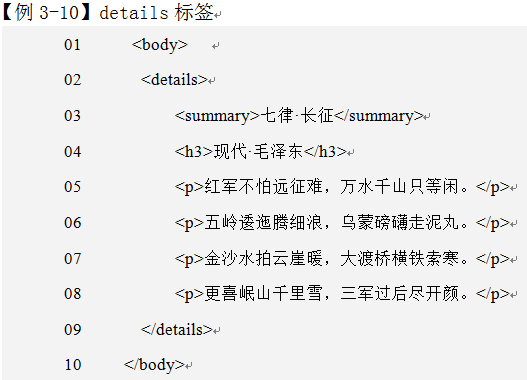 【例 3-10】details 标签
01 <body>
02 <details>
03 <summary>七律·长征</summary>
04 <h3>现代·毛泽东</h3>
05 <p>红军不怕远征难，万水千山只等闲。</p>
06 <p>五岭逶迤腾细浪，乌蒙磅礴走泥丸。</p>
07 <p>金沙水拍云崖暖，大渡桥横铁索寒。</p>
08 <p>更喜岷山千里雪，三军过后尽开颜。</p>
09 </details>
10 </body>